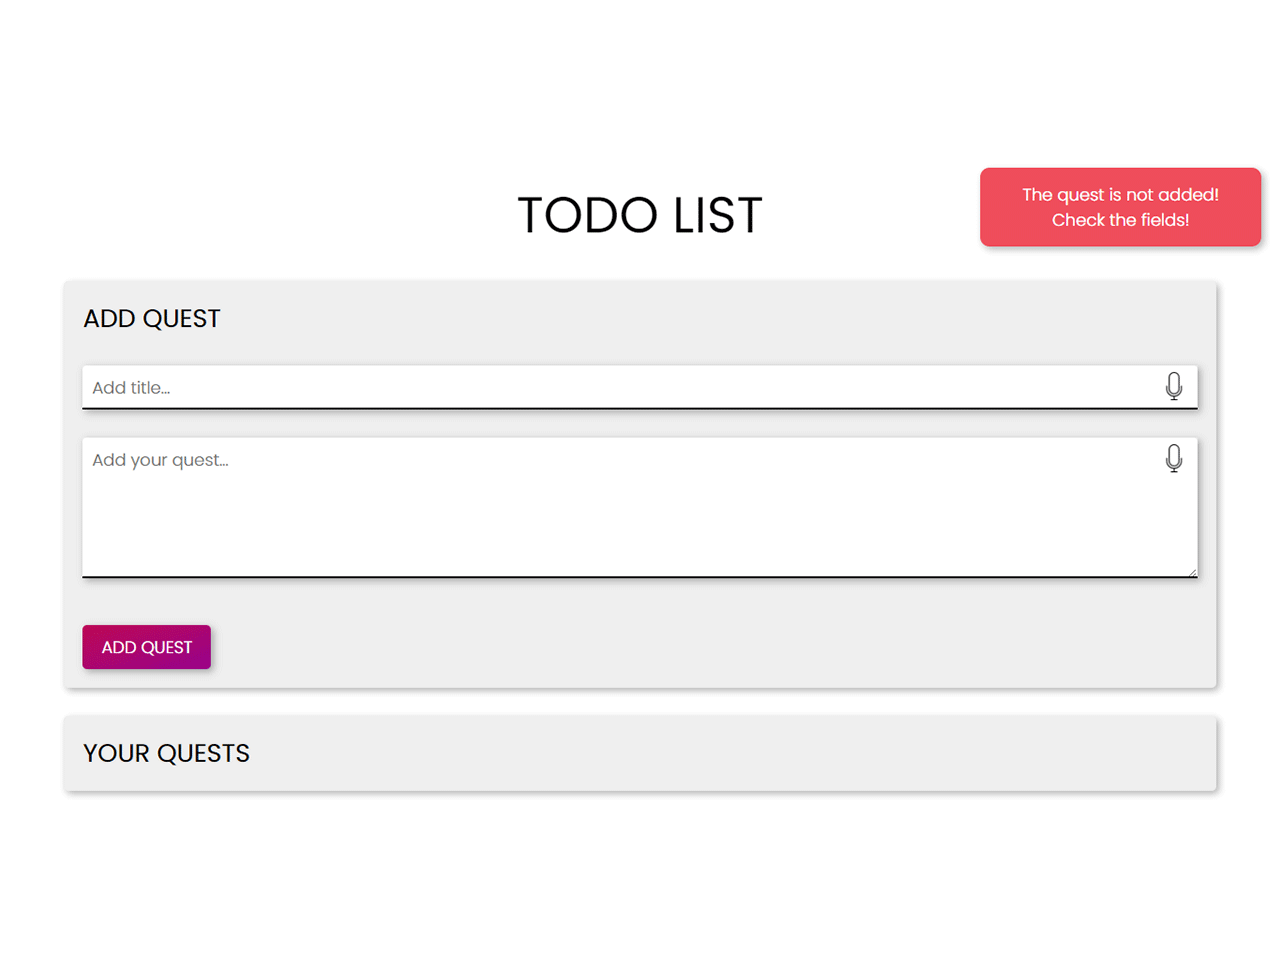 TODO LIST
The quest is not added!
Check the fields!
ADD QUEST
Add title...
Add your quest...
ADD QUEST
YOUR QUESTS